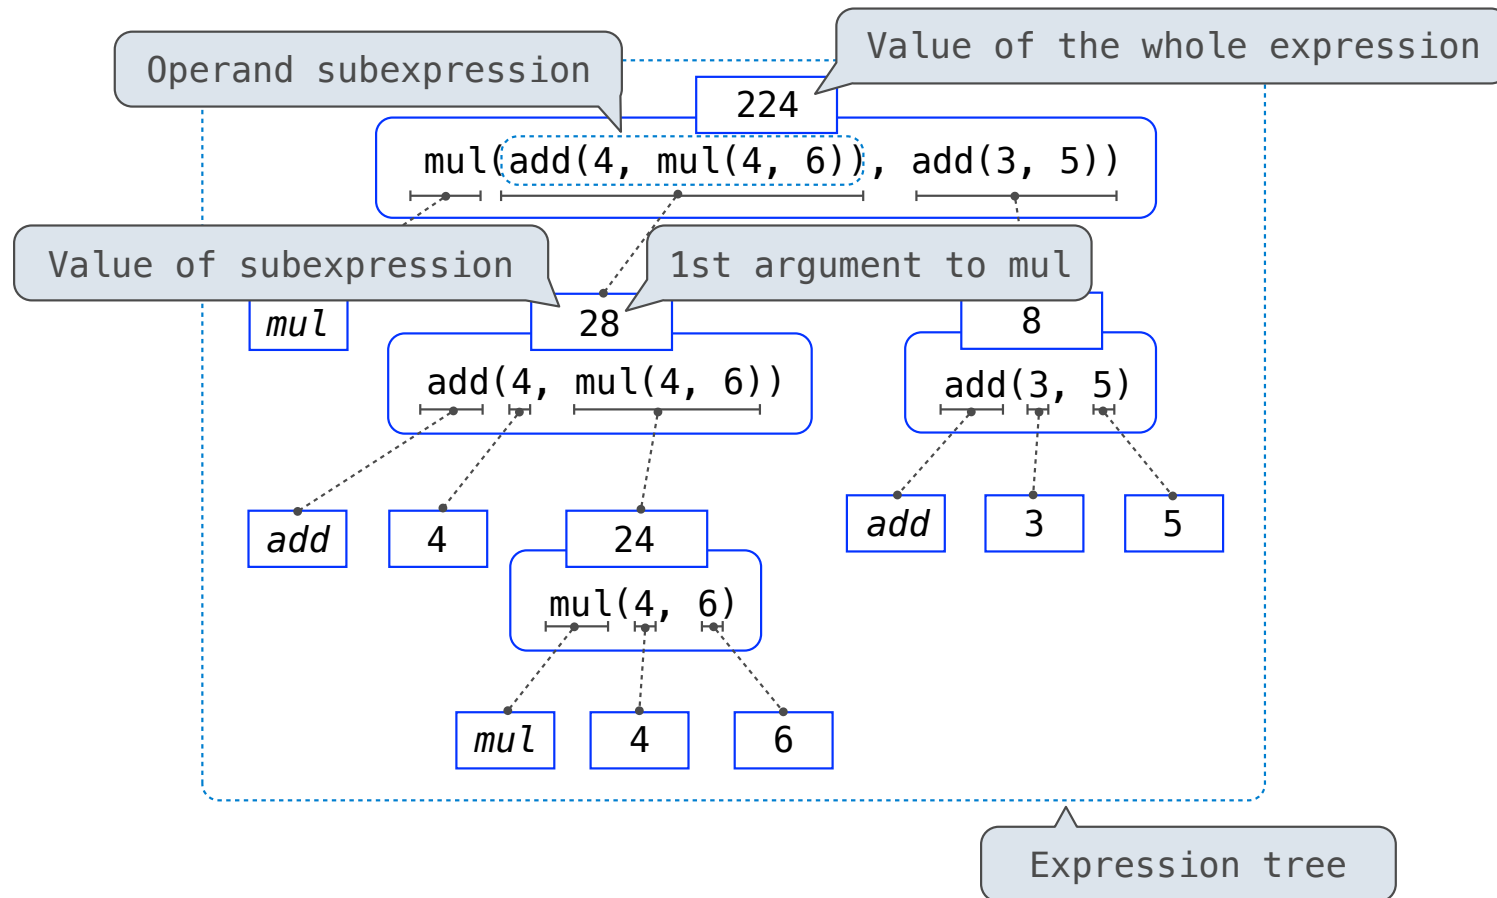 Value of the whole expression
Operand subexpression
224
mul(add(4, mul(4, 6)), add(3, 5))
Value of subexpression
1st argument to mul
mul
28
8
add(4, mul(4, 6))
add(3, 5)
add
4
24
add
3
5
mul(4, 6)
mul
4
6
Expression tree